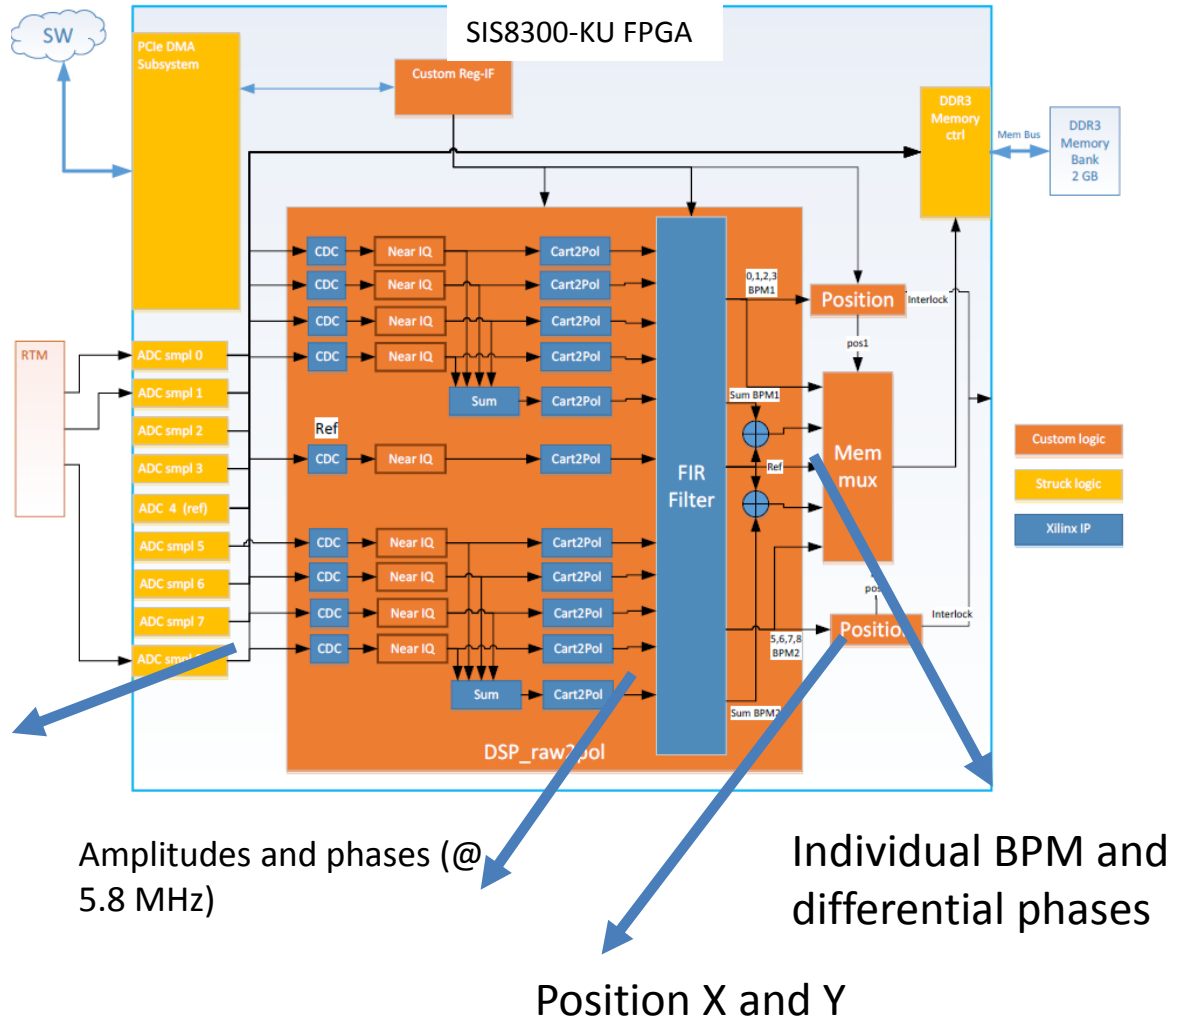 SW
SIS8300-KU FPGA
PCIe DMA
Subsystem
Custom Reg-IF
DDR3
Memory
ctrl
Mem Bus
DDR3
Memory
Bank
2 GB
CDC
Near IQ
Cart2Pol
CDC
Near IQ
Cart2Pol
CDC
Near IQ
Cart2Pol
CDC
Near IQ
Cart2Pol
Sum
Cart2Pol
Ref
CDC
Near IQ
Cart2Pol
CDC
Near IQ
Cart2Pol
CDC
Near IQ
Cart2Pol
CDC
Near IQ
Cart2Pol
CDC
Near IQ
Cart2Pol
Sum
Cart2Pol
FIR
Filter
DSP_raw2pol
0,1,2,3
BPM1
Position
Interlock
pos1
Sum BPM1
Ref
Mem
mux
5,6,7,8
BPM2
Position
Interlock
Sum BPM2
RTM
ADC smpl 0
ADC smpl 1
ADC smpl 2
ADC smpl 3
ADC 4 (ref)
ADC smpl 5
ADC smpl 6
ADC smpl 7
ADC smpl
Custom logic
Struck logic
Xilinx IP
Amplitudes and phases (@
5.8 MHz)
Individual BPM and
differential phases
Position X and Y